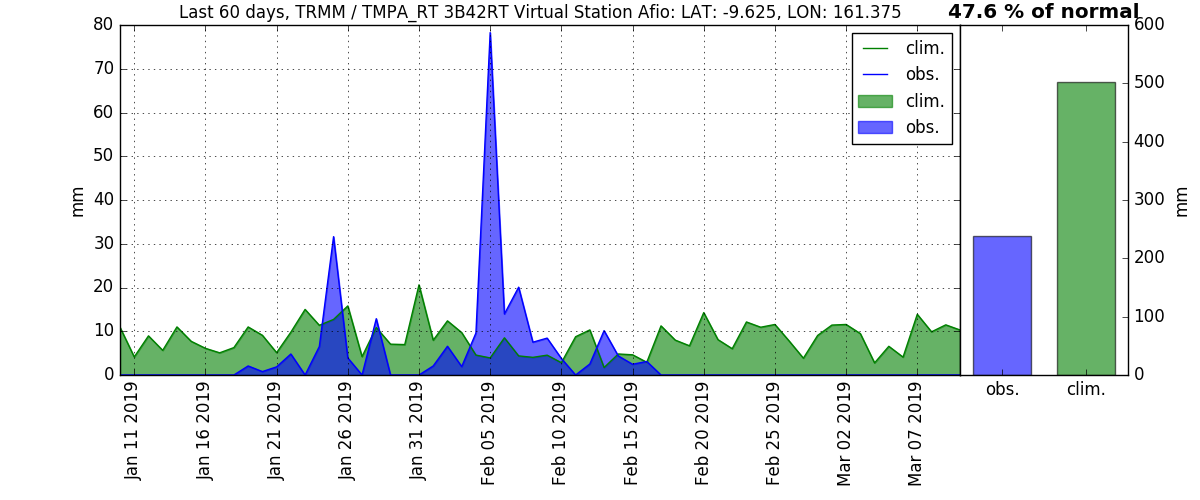 Last 60 days, TRMM / TMPA_RT 3B42RT Virtual Station Afio: LAT: -9.625, LON: 161.375
47.6 % of normal
clim.
obs.
clim.
obs.
mm
80
70
60
50
40
30
20
10
0
Jan 11 2019
Jan 16 2019
Jan 21 2019
Jan 26 2019
Jan 31 2019
Feb 05 2019
Feb 10 2019
Feb 15 2019
Feb 20 2019
Feb 25 2019
Mar 02 2019
Mar 07 2019
600
500
400
300
200
100
0
mm
obs.
clim.